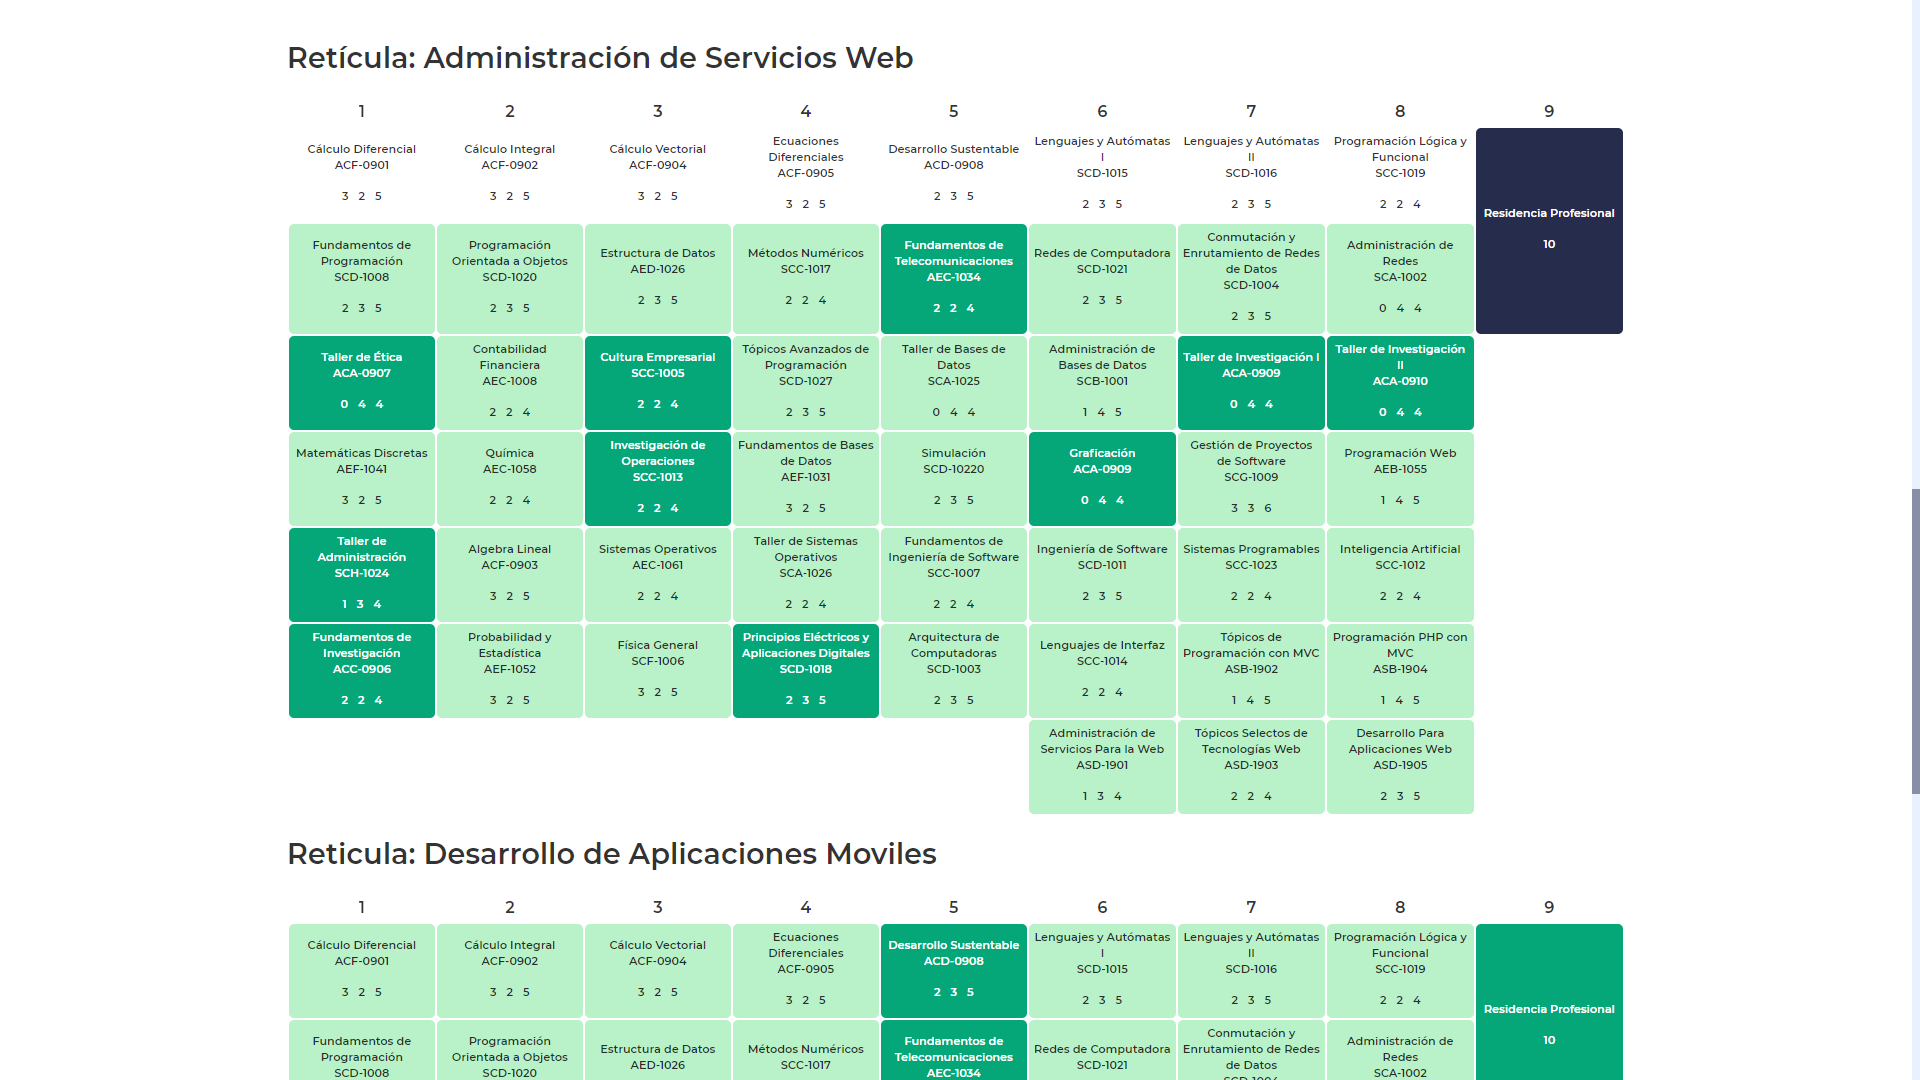 Retícula: Administración de Servicios Web
1 2 3 4 5 6 7 8 9
Cálculo Diferencial
ACF-0901
3 2 5
Cálculo Integral
ACF-0902
3 2 5
Cálculo Vectorial
ACF-0904
3 2 5
Ecuaciones
Diferenciales
ACF-0905
3 2 5
Desarrollo Sustentable
ACD-0908
2 3 5
Lenguajes y Autómatas
I
SCD-1015
2 3 5
Lenguajes y Autómatas
II
SCD-1016
2 3 5
Programación Lógica y
Funcional
SCC-1019
2 2 4
Residencia Profesional
10
Fundamentos de
Programación
SCD-1008
2 3 5
Programación
Orientada a Objetos
SCD-1020
2 3 5
Estructura de Datos
AED-1026
2 3 5
Métodos Numéricos
SCC-1017
2 2 4
Fundamentos de
Telecomunicaciones
AEC-1034
2 2 4
Redes de Computadora
SCD-1021
2 3 5
Conmutación y
Enrutamiento de Redes
de Datos
SCD-1004
2 3 5
Administración de
Redes
SCA-1002
0 4 4
Taller de Ética
ACA-0907
0 4 4
Contabilidad
Financiera
AEC-1008
2 2 4
Cultura Empresarial
SCC-1005
2 2 4
Tópicos Avanzados de
Programación
SCD-1027
2 3 5
Taller de Bases de
Datos
SCA-1025
0 4 4
Administración de
Bases de Datos
SCB-1001
1 4 5
Taller de Investigación I
ACA-0909
0 4 4
Taller de Investigación
II
ACA-0910
0 4 4
Matemáticas Discretas
AEF-1041
3 2 5
Química
AEC-1058
2 2 4
Investigación de
Operaciones
SCC-1013
2 2 4
Fundamentos de Bases
de Datos
AEF-1031
3 2 5
Simulación
SCD-10220
2 3 5
Graficación
ACA-0909
0 4 4
Gestión de Proyectos
de Software
SCG-1009
3 3 6
Programación Web
AEB-1055
1 4 5
Taller de
Administración
SCH-1024
1 3 4
Algebra Lineal
ACF-0903
3 2 5
Sistemas Operativos
AEC-1061
2 2 4
Taller de Sistemas
Operativos
SCA-1026
2 2 4
Fundamentos de
Ingeniería de Software
SCC-1007
2 2 4
Ingeniería de Software
SCD-1011
2 3 5
Sistemas Programables
SCC-1023
2 2 4
Inteligencia Artificial
SCC-1012
2 2 4
Fundamentos de
Investigación
ACC-0906
2 2 4
Probabilidad y
Estadística
AEF-1052
3 2 5
Física General
SCF-1006
3 2 5
Principios Eléctricos y
Aplicaciones Digitales
SCD-1018
2 3 5
Arquitectura de
Computadoras
SCD-1003
2 3 5
Lenguajes de Interfaz
SCC-1014
2 2 4
Tópicos de
Programación con MVC
ASB-1902
1 4 5
Programación PHP con
MVC
ASB-1904
1 4 5
Administración de
Servicios Para la Web
ASD-1901
1 3 4
Tópicos Selectos de
Tecnologías Web
ASD-1903
2 2 4
Desarrollo Para
Aplicaciones Web
ASD-1905
2 3 5
Reticula: Desarrollo de Aplicaciones Moviles
1 2 3 4 5 6 7 8 9
Cálculo Diferencial
ACF-0901
3 2 5
Cálculo Integral
ACF-0902
3 2 5
Cálculo Vectorial
ACF-0904
3 2 5
Ecuaciones
Diferenciales
ACF-0905
3 2 5
Desarrollo Sustentable
ACD-0908
2 3 5
Lenguajes y Autómatas
I
SCD-1015
2 3 5
Lenguajes y Autómatas
II
SCD-1016
2 3 5
Programación Lógica y
Funcional
SCC-1019
2 2 4
Residencia Profesional
10
Fundamentos de
Programación
SCD-1008
Programación
Orientada a Objetos
SCD-1020
Estructura de Datos
AED-1026
Métodos Numéricos
SCC-1017
Fundamentos de
Telecomunicaciones
AEC-1034
Redes de Computadora
SCD-1021
Conmutación y
Enrutamiento de Redes
de Datos
SCD-1004
Administración de
Redes
SCA-1002